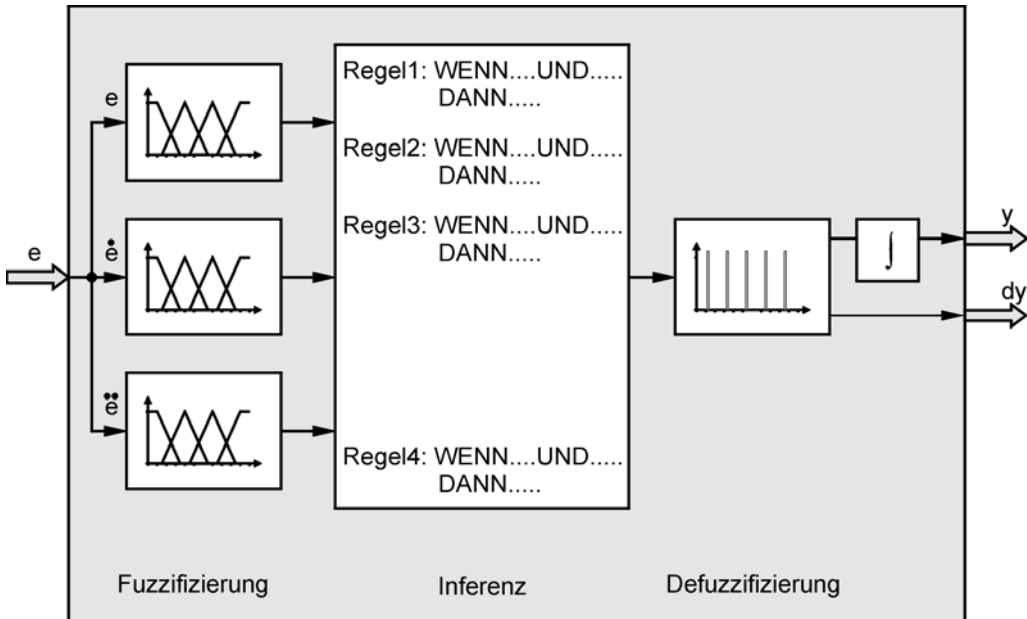 e
e
ė
ë
Regel1: WENN....UND.....
DANN.....
Regel2: WENN....UND.....
DANN.....
Regel3: WENN....UND.....
DANN.....
Regel4: WENN....UND.....
DANN.....
∫
y
dy
Fuzzifizierung
Inferenz
Defuzzifizierung